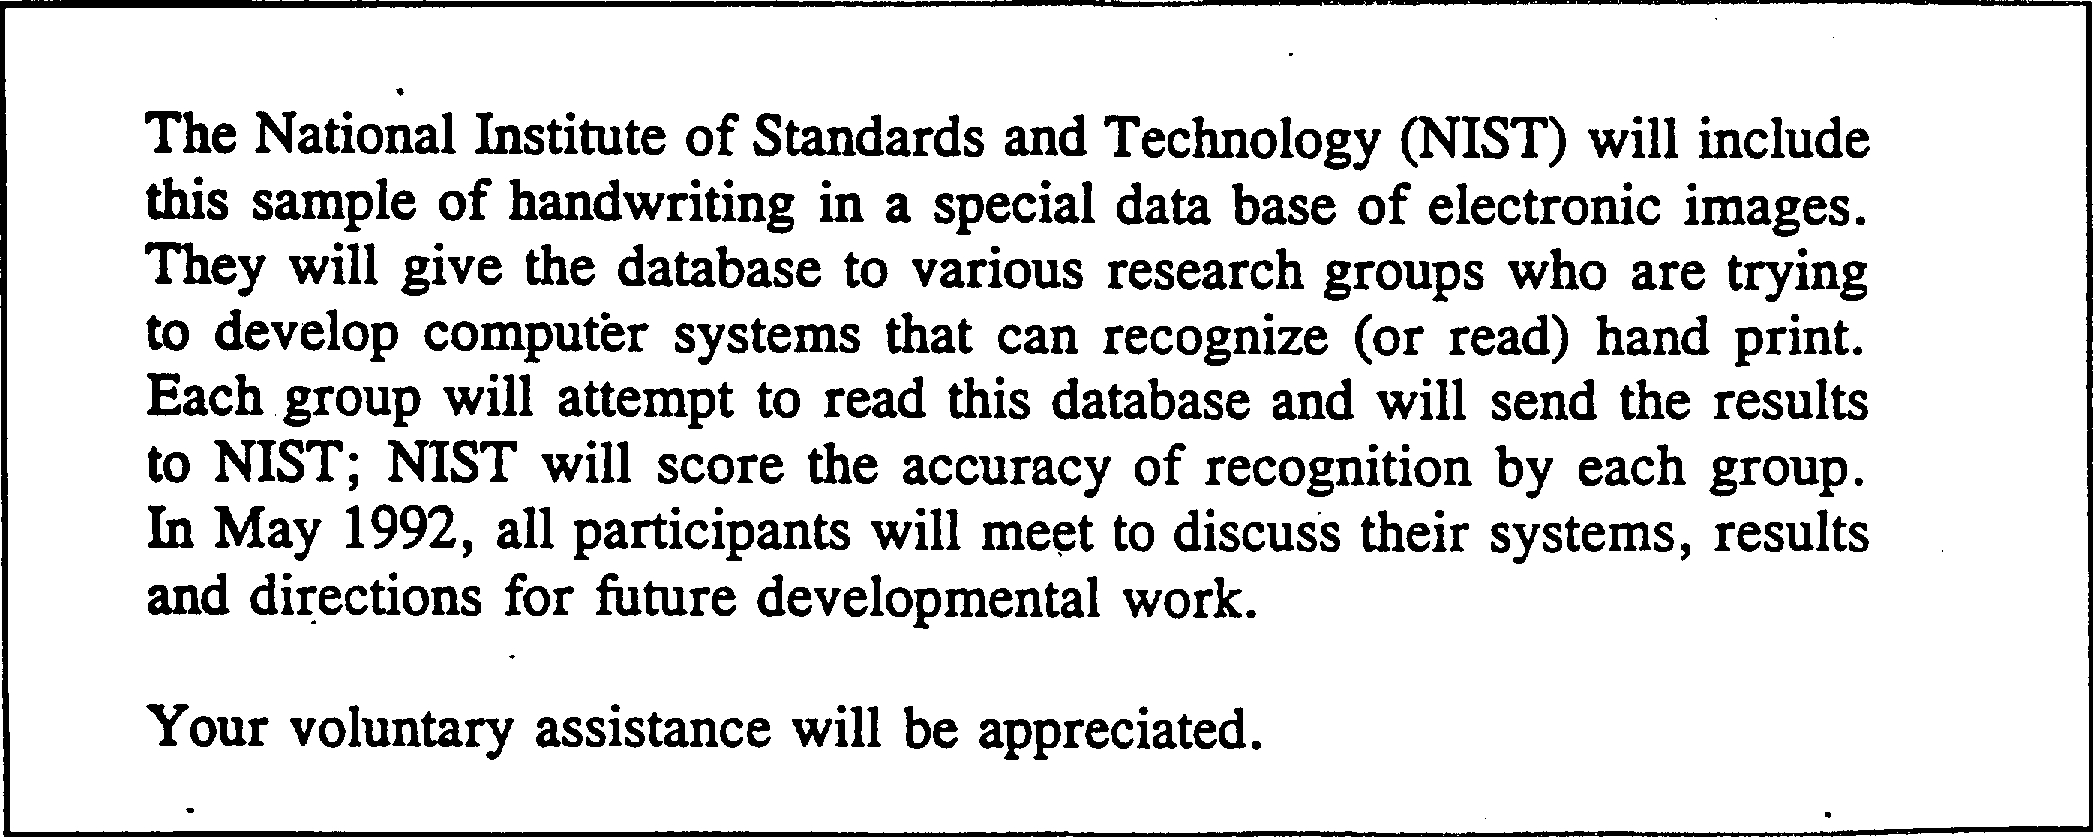 The National Institute of Standards and Technology (NIST) will include
this sample of handwriting in a special data base of electronic images.
They will give the database to various research groups who are trying
to develop computer systems that can recognize (or read) hand print.
Each group will attempt to read this database and will send the results
to NIST; NIST will score the accuracy of recognition by each group.
In May 1992, all participants will meet to discuss their systems, results
and directions for future developmental work.
Your voluntary assistance will be appreciated.